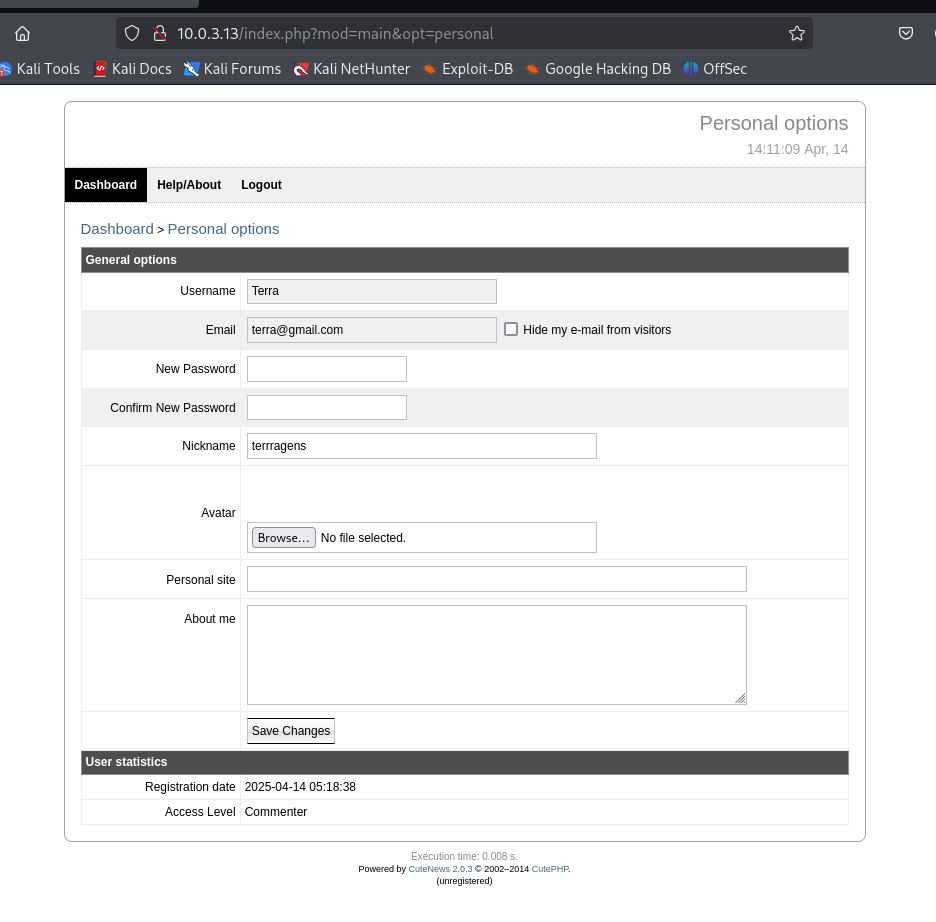 10.0.3.13/index.php?mod=main&opt=personal
Kali Tools Kali Docs Kali Forums Kali NetHunter Exploit-DB Google Hacking DB OffSec
Personal options
14:11:09 Apr, 14
Dashboard Help/About Logout
Dashboard > Personal options
General options
Username Terra
Email terra@gmail.com Hide my e-mail from visitors
New Password
Confirm New Password
Nickname terrragens
Avatar
Browse... No file selected.
Personal site
About me
Save Changes
User statistics
Registration date 2025-04-14 05:18:38
Access Level Commenter
Execution time: 0.008 s.
Powered by CuteNews 2.0.3 © 2002–2014 CutePHP.
(unregistered)